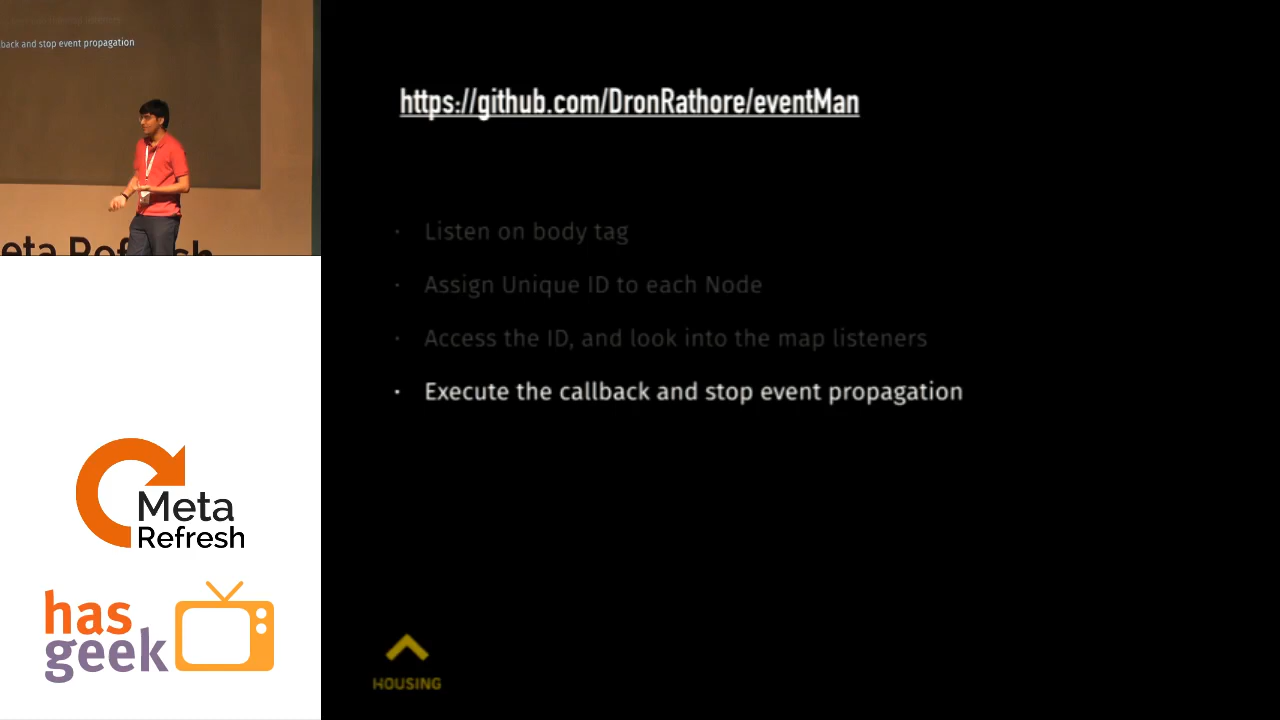 back and stop event propagation
eta Refresh
https://github.com/DronRathore/eventMan
· Listen on body tag
· Assign Unique ID to each Node
· Access the ID, and look into the map listeners
· Execute the callback and stop event propagation
Meta
Refresh
has
geek
HOUSING